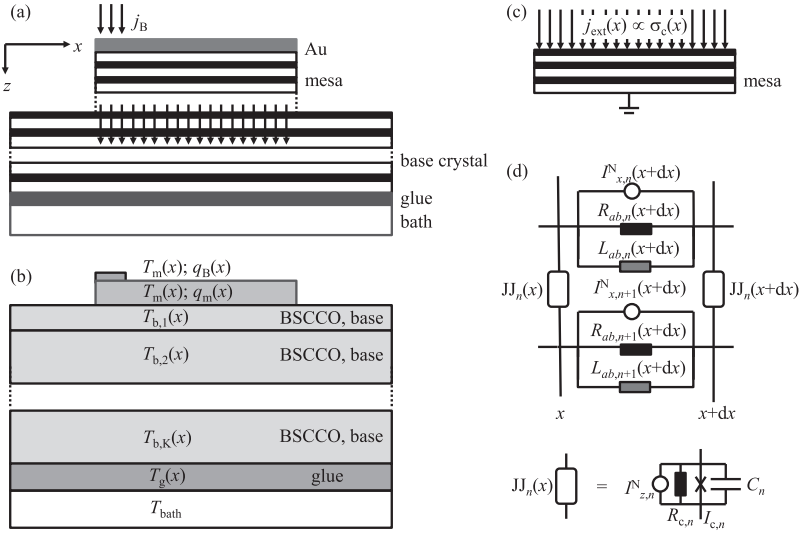 (a)
j_B
x
z
Au
mesa
base crystal
glue
bath
(b)
T_m(x); q_B(x)
T_m(x); q_m(x)
T_b,1(x) BSCCO, base
T_b,2(x) BSCCO, base
T_b,K(x) BSCCO, base
T_g(x) glue
T_bath
(c)
j_ext(x) ∝ σ_c(x)
mesa
(d)
I^N_x,n(x+dx)
R_ab,n(x+dx)
L_ab,n(x+dx)
JJ_n(x) I^N_x,n+1(x+dx) JJ_n(x+dx)
R_ab,n+1(x+dx)
L_ab,n+1(x+dx)
x x+dx
JJ_n(x) = I^N_z,n C_n
R_c,n I_c,n